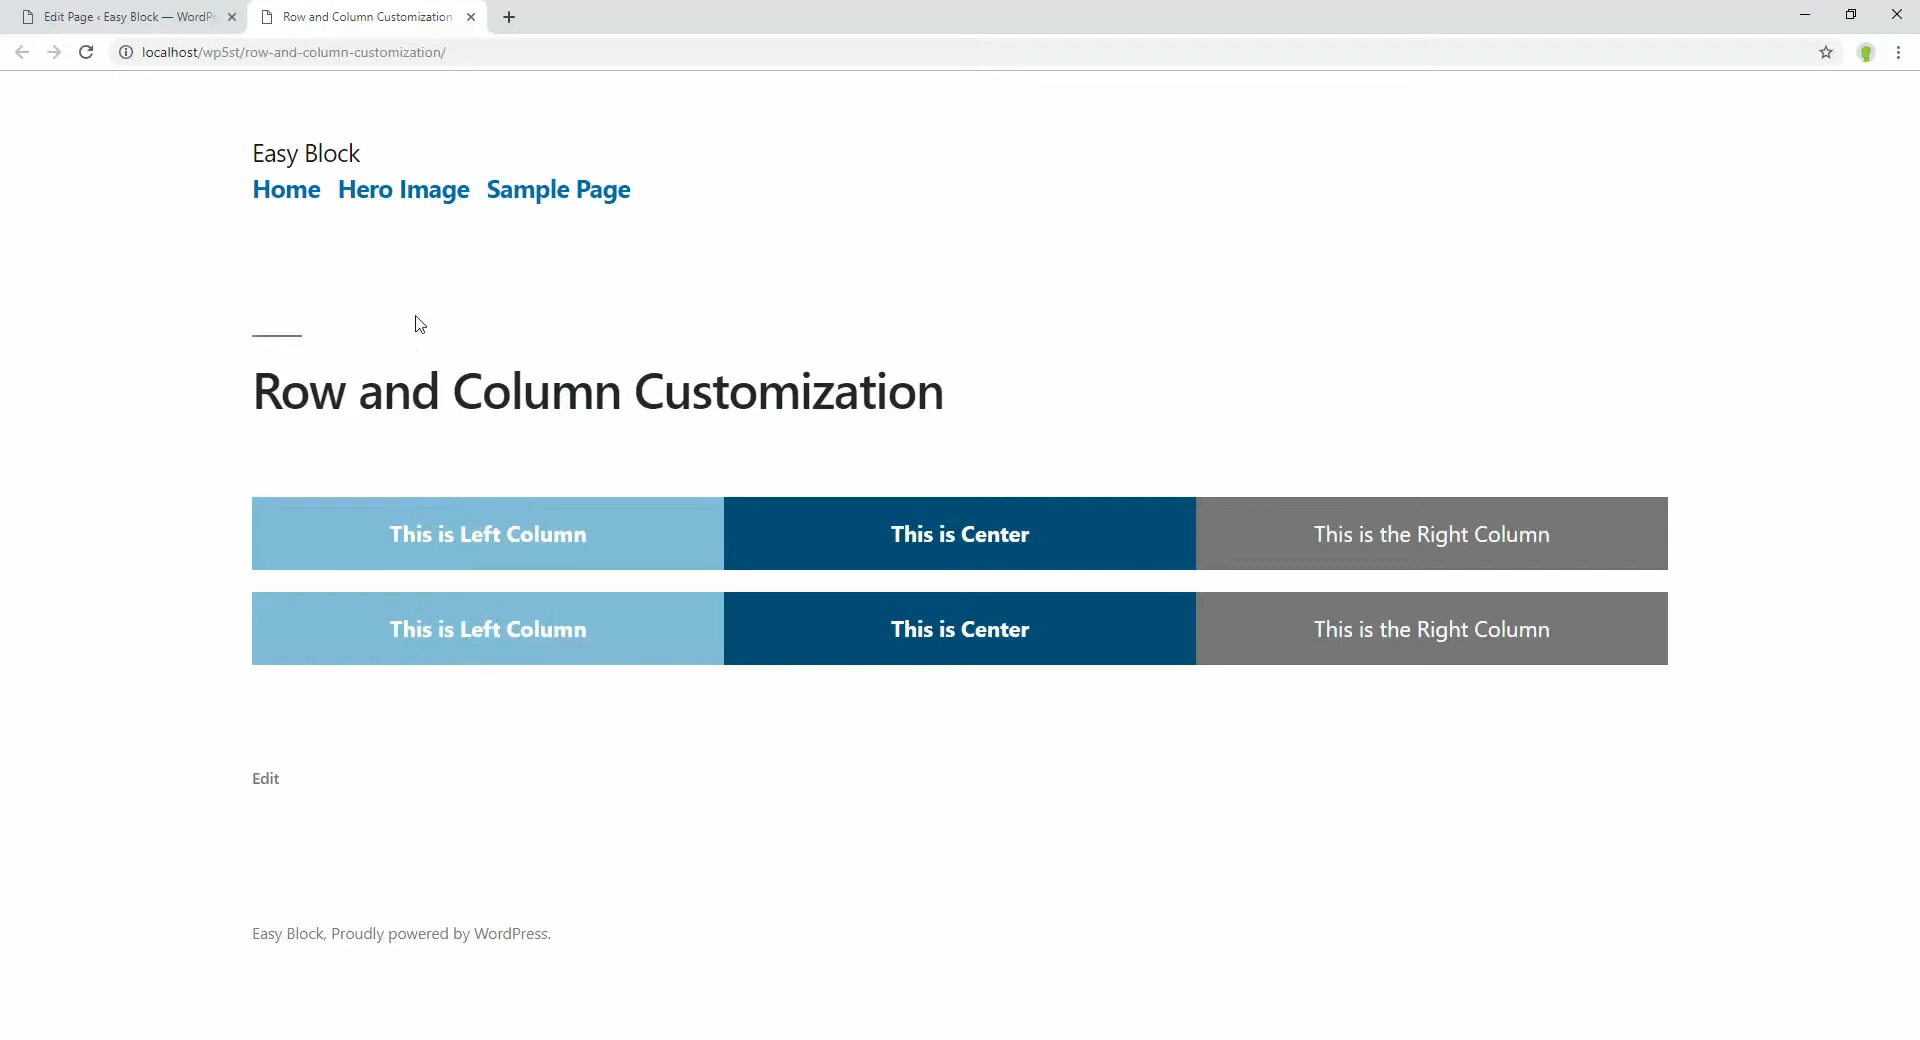 Edit Page ‹ Easy Block — WordP
Row and Column Customization
localhost/wp5st/row-and-column-customization/
Easy Block
Home Hero Image Sample Page
Row and Column Customization
This is Left Column This is Center This is the Right Column
This is Left Column This is Center This is the Right Column
Edit
Easy Block, Proudly powered by WordPress.